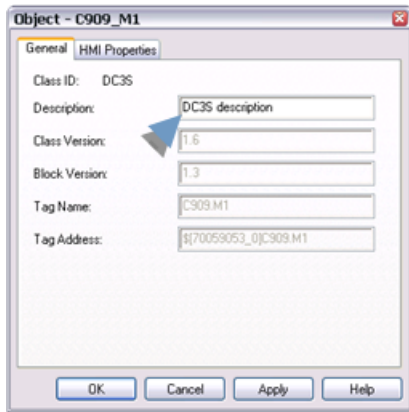 Object - C909_M1
General HMI Properties
Class ID: DC3S
Description: DC3S description
Class Version: 1.6
Block Version: 1.3
Tag Name: C909.M1
Tag Address: $[70059053_0]C909.M1
OK Cancel Apply Help